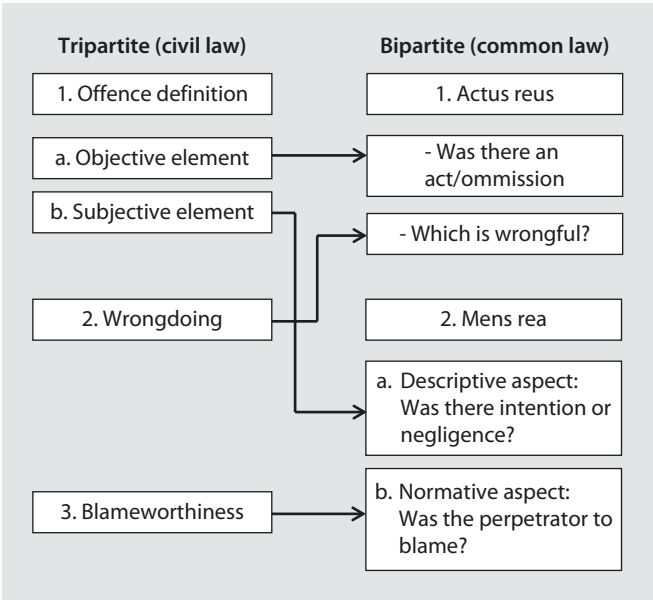 Tripartite (civil law)
1. Offence definition
a. Objective element
b. Subjective element
2. Wrongdoing
3. Blameworthiness
Bipartite (common law)
1. Actus reus
- Was there an
act/ommission
- Which is wrongful?
2. Mens rea
a. Descriptive aspect:
Was there intention or
negligence?
b. Normative aspect:
Was the perpetrator to
blame?